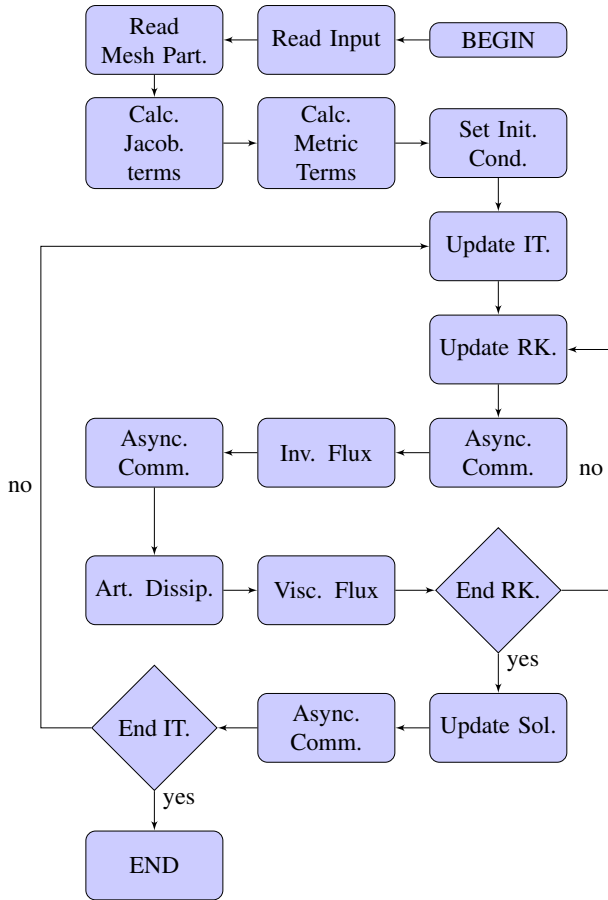 Read
Mesh Part.
Read Input
BEGIN
Calc.
Jacob.
terms
Calc.
Metric
Terms
Set Init.
Cond.
Update IT.
Update RK.
Async.
Comm.
Inv. Flux
Async.
Comm.
no
no
Art. Dissip.
Visc. Flux
End RK.
yes
End IT.
Async.
Comm.
Update Sol.
yes
END